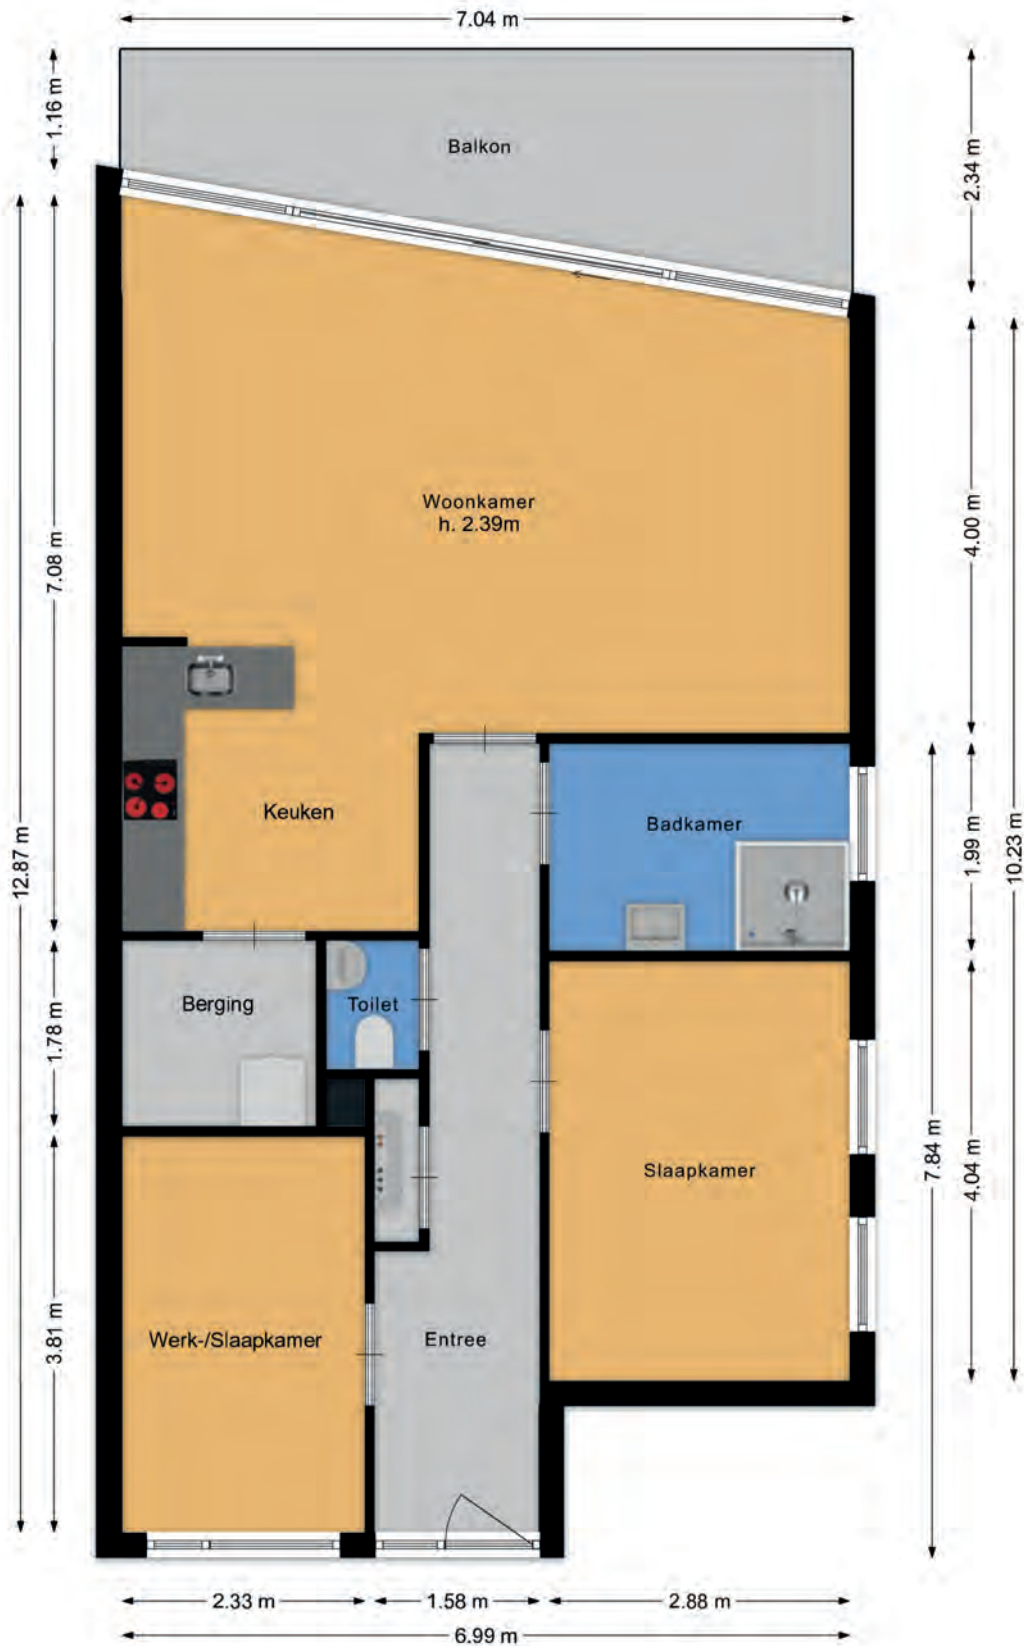 7.04 m
1.16 m
Balkon
2.34 m
Woonkamer
h. 2.39m
7.08 m
4.00 m
12.87 m
Keuken
Badkamer
1.99 m
10.23 m
Berging
Toilet
1.78 m
Slaapkamer
7.84 m
4.04 m
3.81 m
Werk-/Slaapkamer
Entree
2.33 m
1.58 m
2.88 m
6.99 m